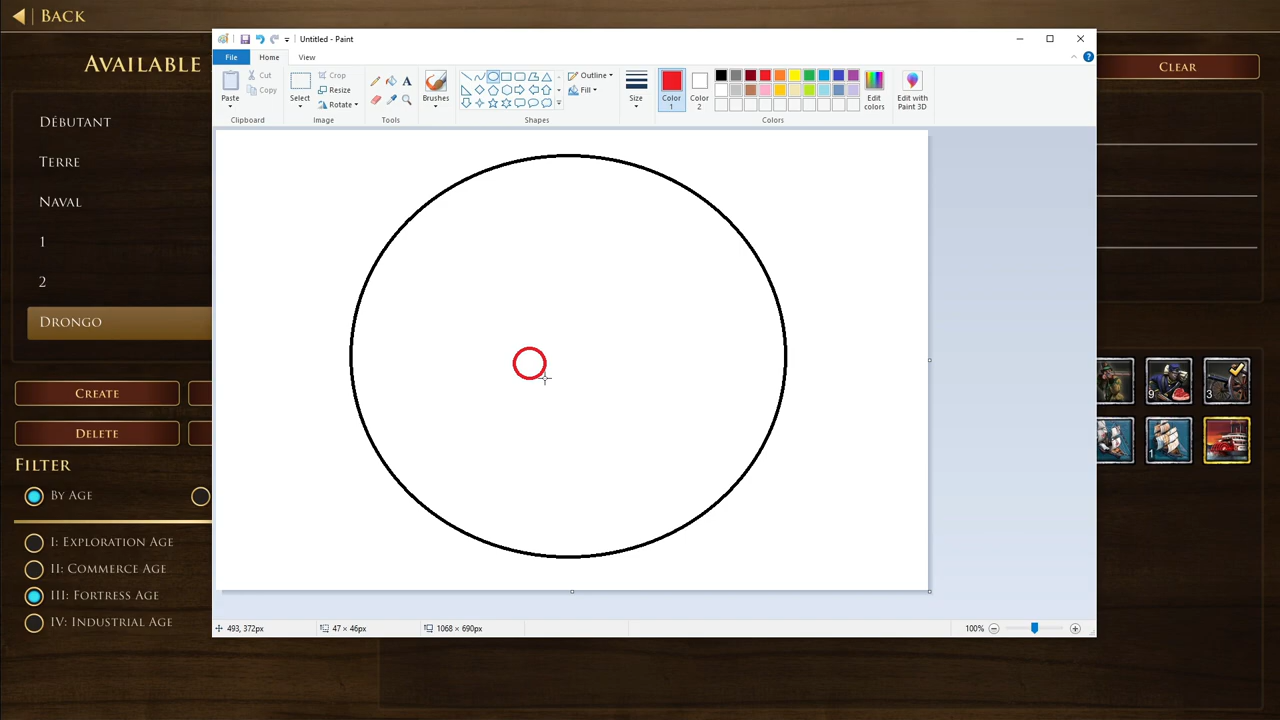 BACK
Untitled - Paint
AVAILABLE
File
Home
View
CLEAR
Paste
Cut
Copy
Select
Crop
Resize
Rotate
Brushes
Outline
Fill
Size
Color
1
Color
2
Edit
colors
Edit with
Paint 3D
Clipboard
Image
Tools
Shapes
Colors
DÉBUTANT
TERRE
NAVAL
1
2
DRONGO
CREATE
DELETE
9
3
1
FILTER
BY AGE
I: EXPLORATION AGE
II: COMMERCE AGE
III: FORTRESS AGE
IV: INDUSTRIAL AGE
493, 372px
47 × 46px
1068 × 690px
100%